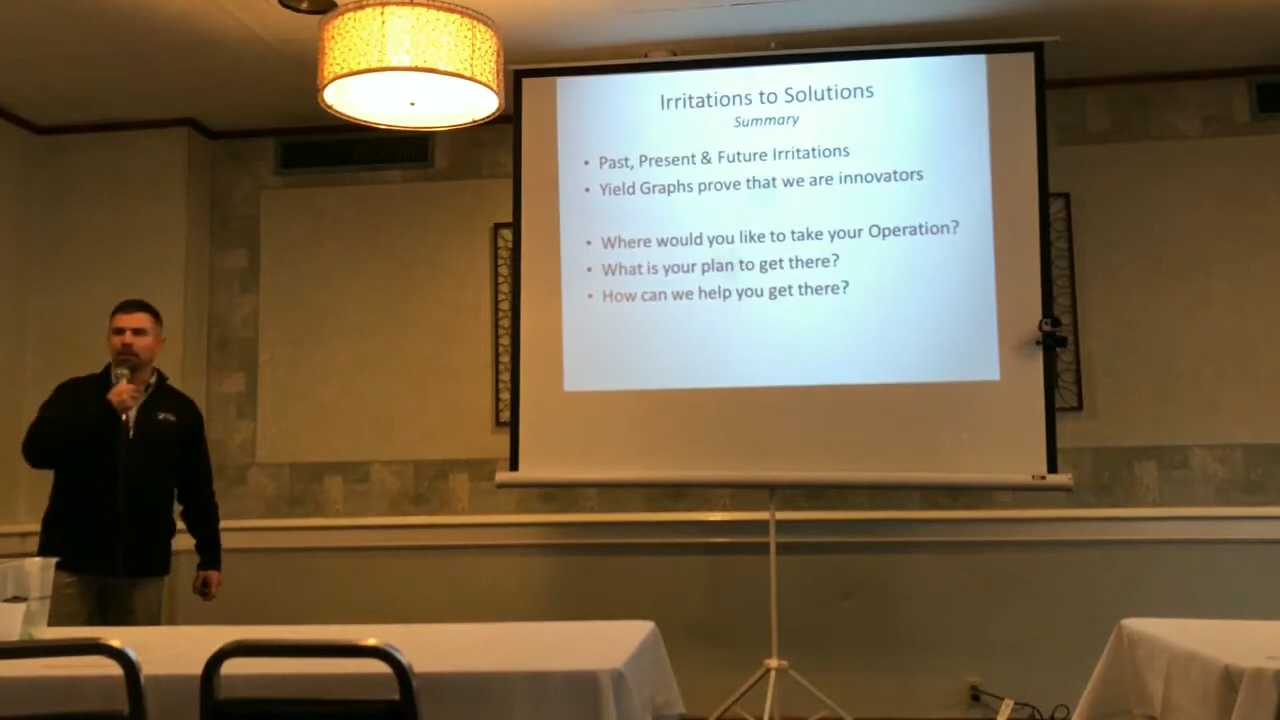 Irritations to Solutions
Summary
• Past, Present & Future Irritations
• Yield Graphs prove that we are innovators
• Where would you like to take your Operation?
• What is your plan to get there?
• How can we help you get there?